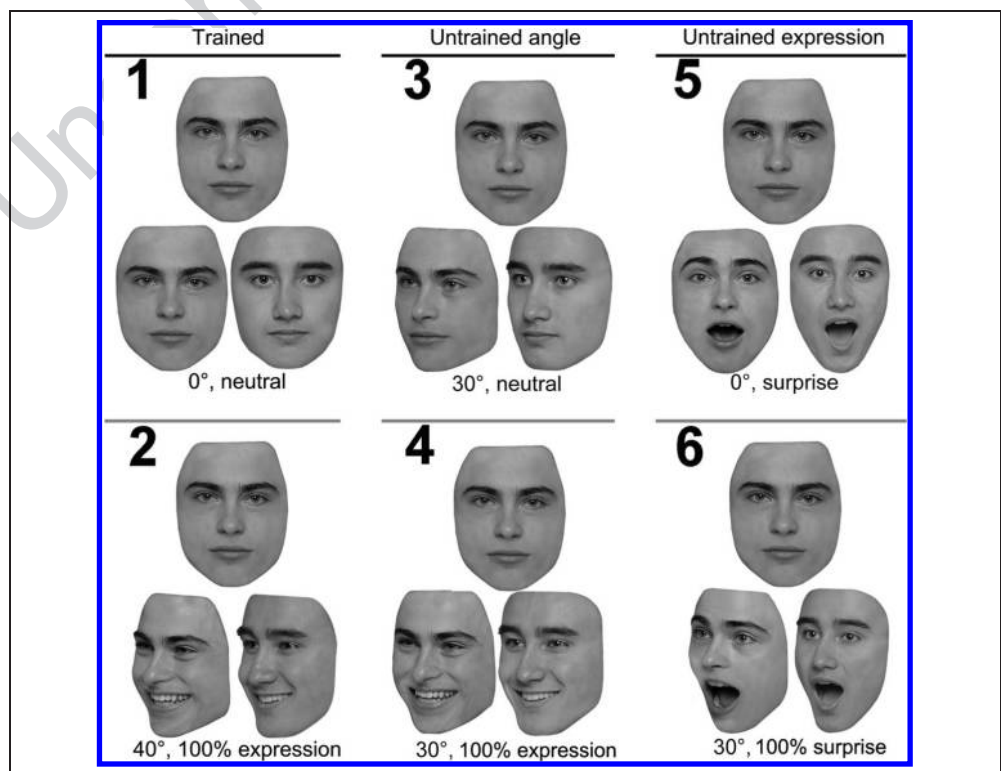 Trained
Untrained angle
Untrained expression
1
3
5
0°, neutral
30°, neutral
0°, surprise
2
4
6
40°, 100% expression
30°, 100% expression
30°, 100% surprise